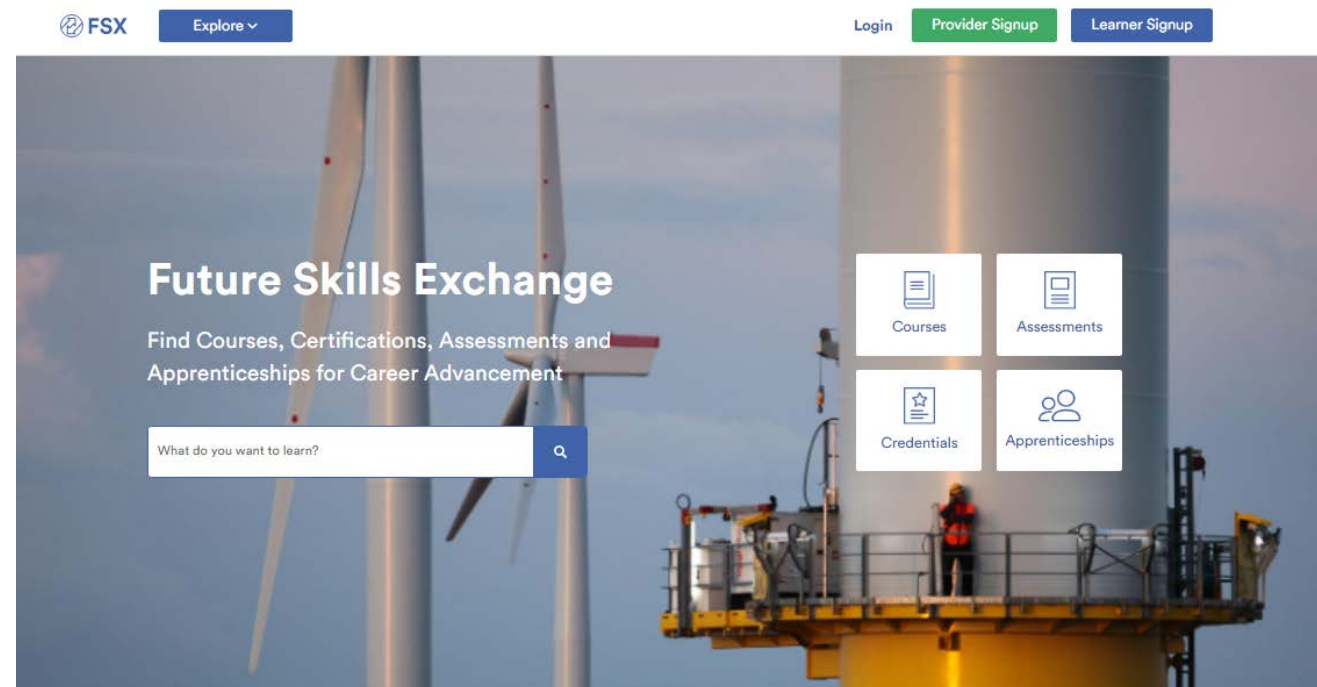 FSX
Explore
Login
Provider Signup
Learner Signup
Future Skills Exchange
Find Courses, Certifications, Assessments and
Apprenticeships for Career Advancement
What do you want to learn?
Courses
Assessments
Credentials
Apprenticeships